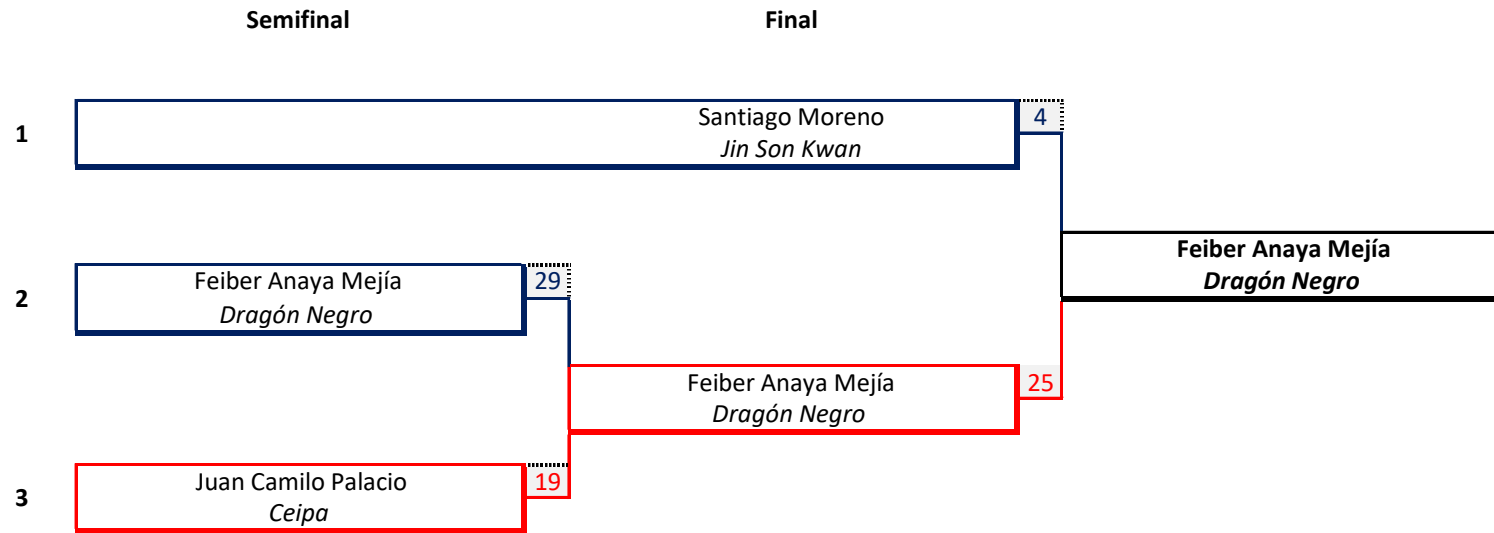 Semifinal
Final
1
Santiago Moreno
Jin Son Kwan
4
Feiber Anaya Mejía
Dragón Negro
2
Feiber Anaya Mejía
Dragón Negro
29
Feiber Anaya Mejía
Dragón Negro
25
3
Juan Camilo Palacio
Ceipa
19